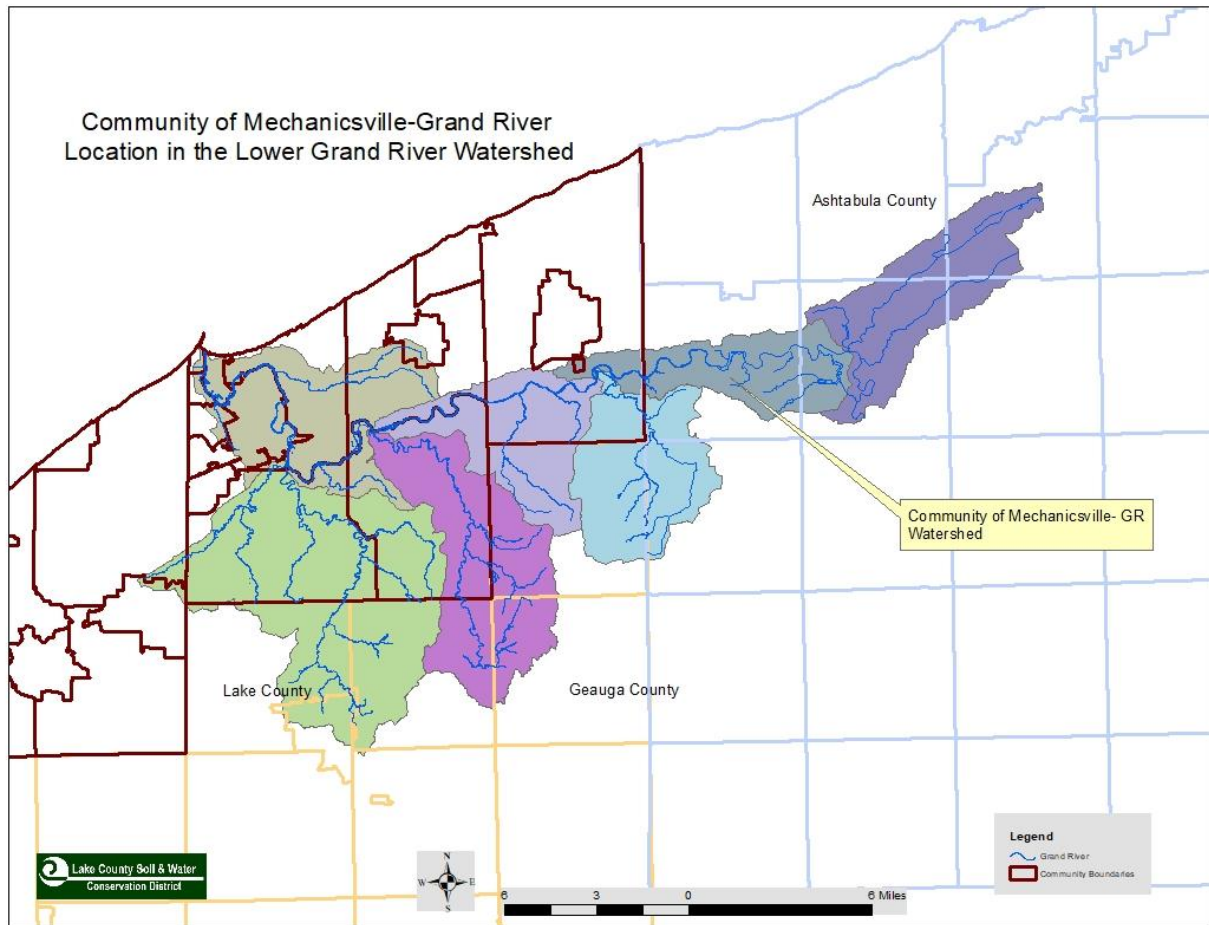 Community of Mechanicsville-Grand River
Location in the Lower Grand River Watershed
Ashtabula County
Community of Mechanicsville- GR
Watershed
Lake County
Geauga County
Legend
Grand River
Community Boundaries
Lake County Soil & Water
Conservation District
N
W E
S
6 3 0 6 Miles